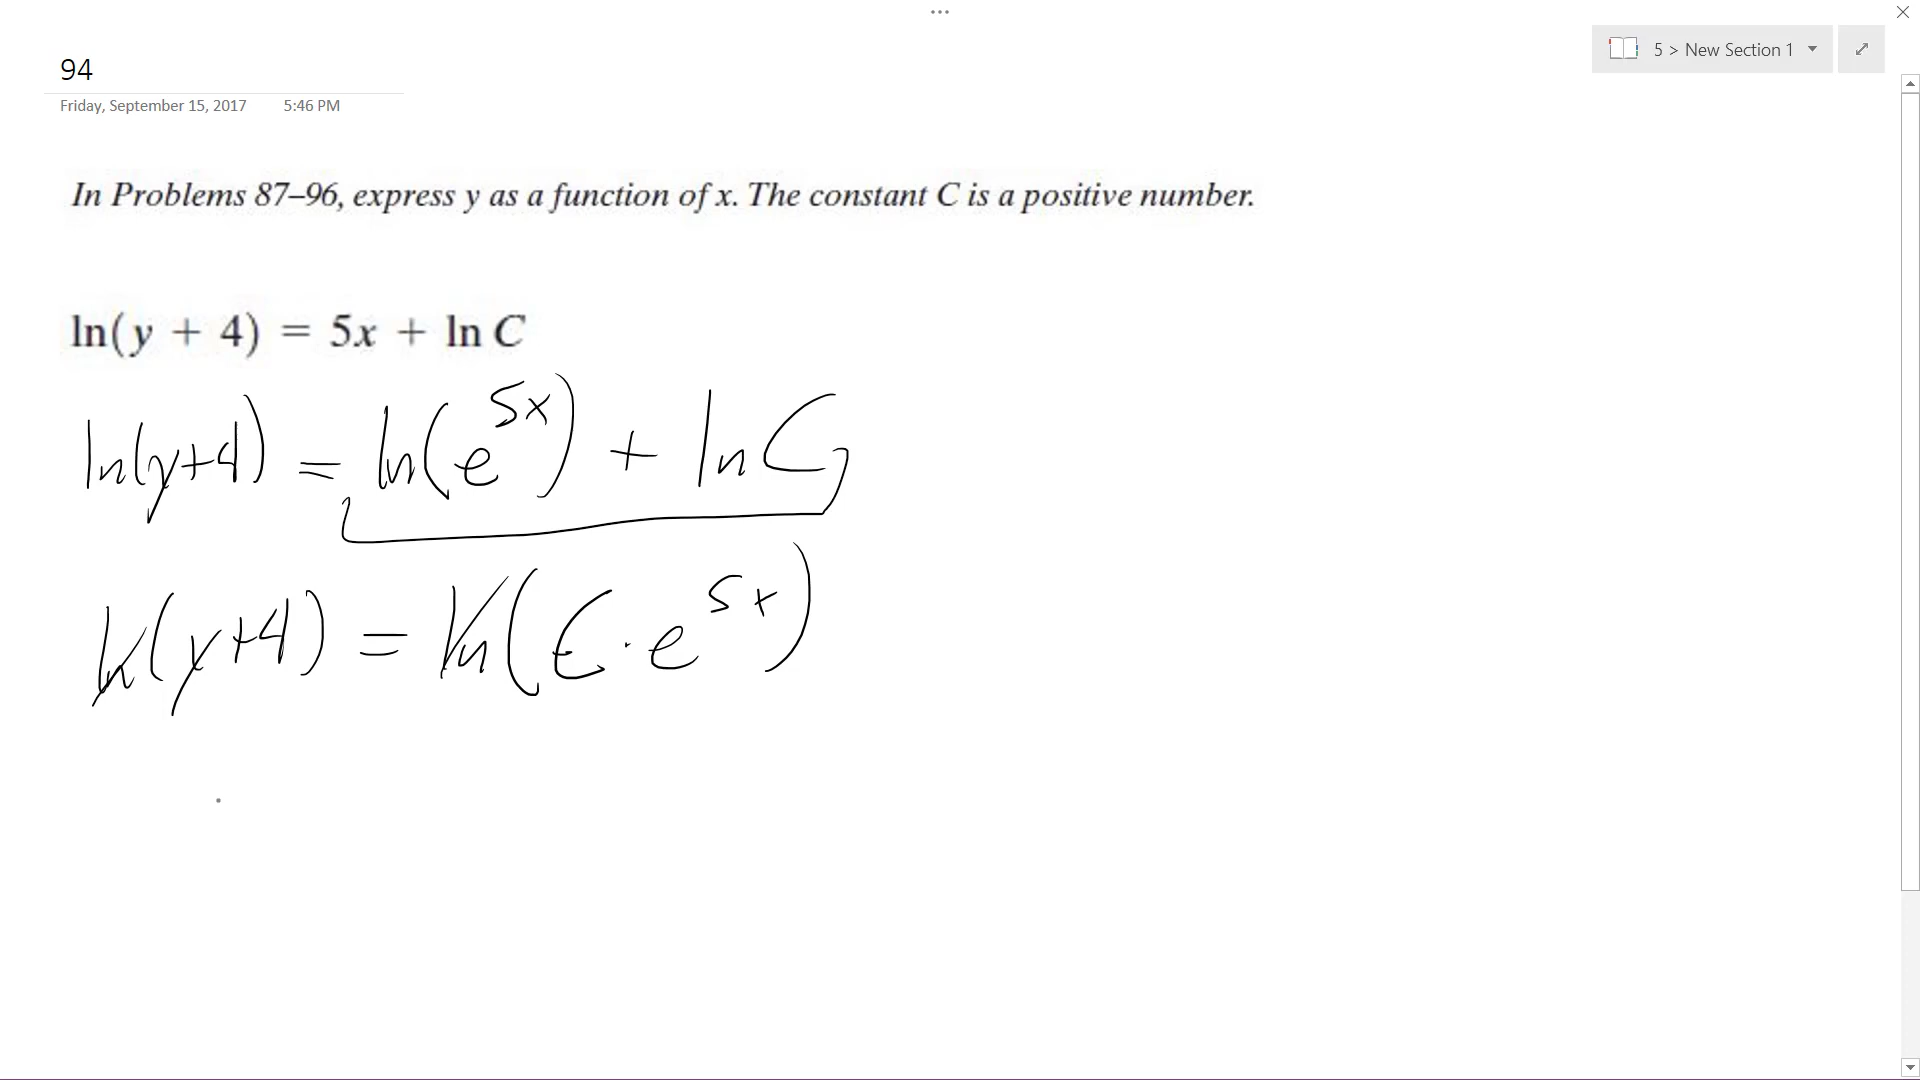 ...
5 > New Section 1
94
Friday, September 15, 2017 5:46 PM
In Problems 87–96, express y as a function of x. The constant C is a positive number.
ln(y + 4) = 5x + ln C
ln(y+4) = ln(e^5x) + ln C
ln(y+4) = ln(C · e^5x)